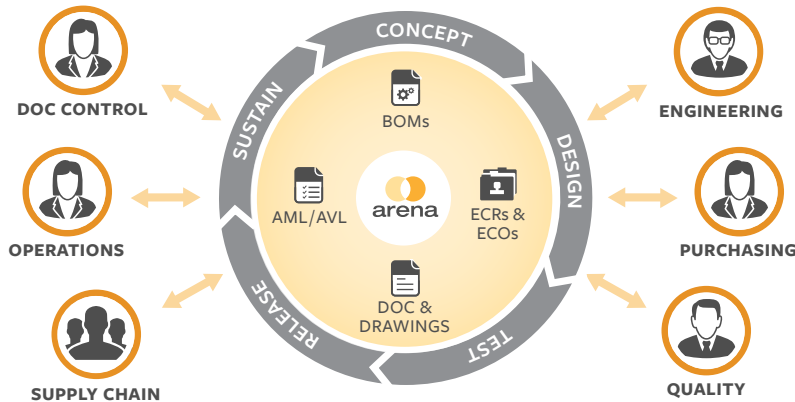 CONCEPT
DOC CONTROL
ENGINEERING
SUSTAIN
BOMs
DESIGN
AML/AVL
arena
ECRs &
ECOs
OPERATIONS
PURCHASING
DOC &
DRAWINGS
RELEASE
TEST
SUPPLY CHAIN
QUALITY